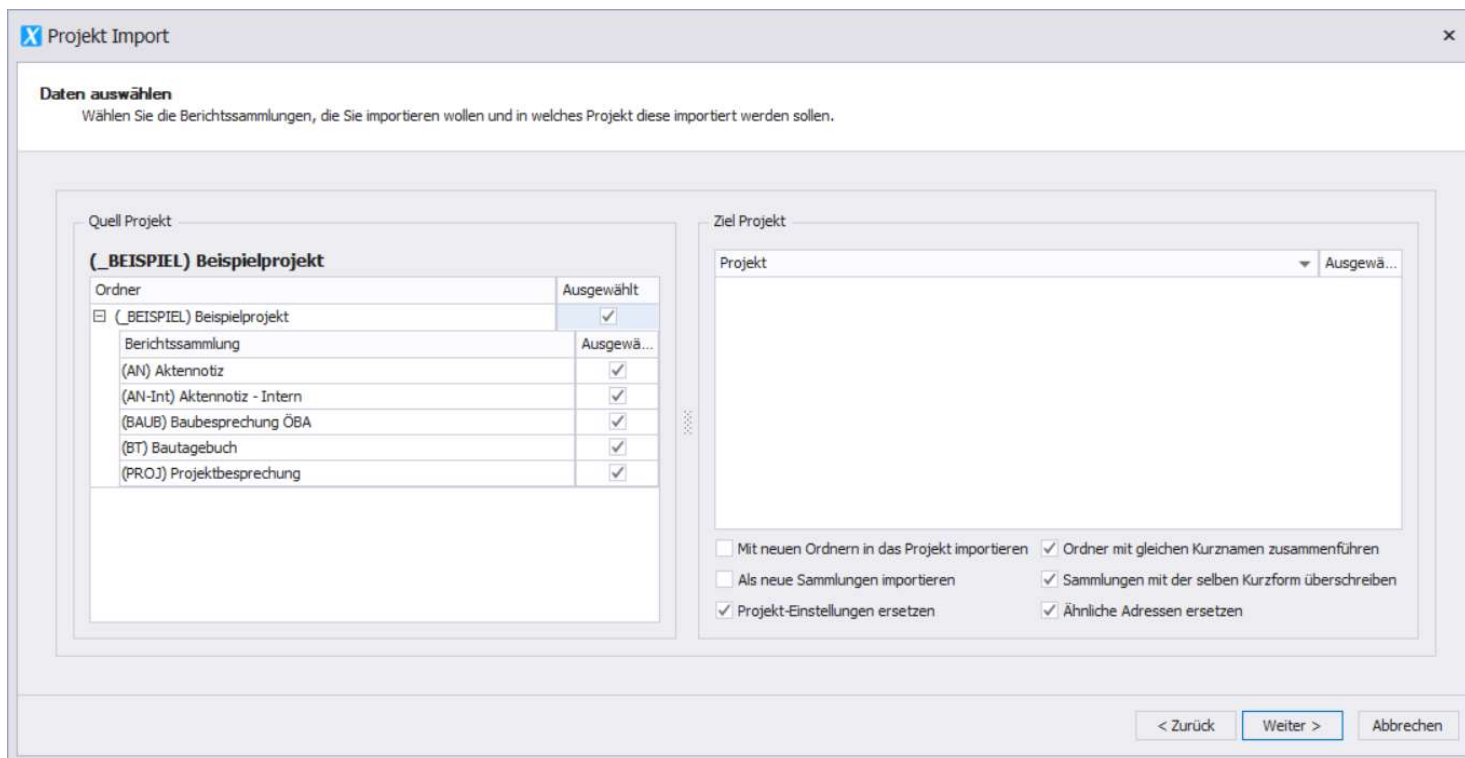 X Projekt Import
Daten auswählen
Wählen Sie die Berichtssammlungen, die Sie importieren wollen und in welches Projekt diese importiert werden sollen.
Quell Projekt
(_BEISPIEL) Beispielprojekt
Ordner Ausgewählt
(_BEISPIEL) Beispielprojekt
Berichtssammlung Ausgewä...
(AN) Aktennotiz
(AN-Int) Aktennotiz - Intern
(BAUB) Baubesprechung ÖBA
(BT) Bautagebuch
(PROJ) Projektbesprechung
Ziel Projekt
Projekt Ausgewä...
Mit neuen Ordnern in das Projekt importieren Ordner mit gleichen Kurznamen zusammenführen
Als neue Sammlungen importieren Sammlungen mit der selben Kurzform überschreiben
Projekt-Einstellungen ersetzen Ähnliche Adressen ersetzen
< Zurück Weiter > Abbrechen